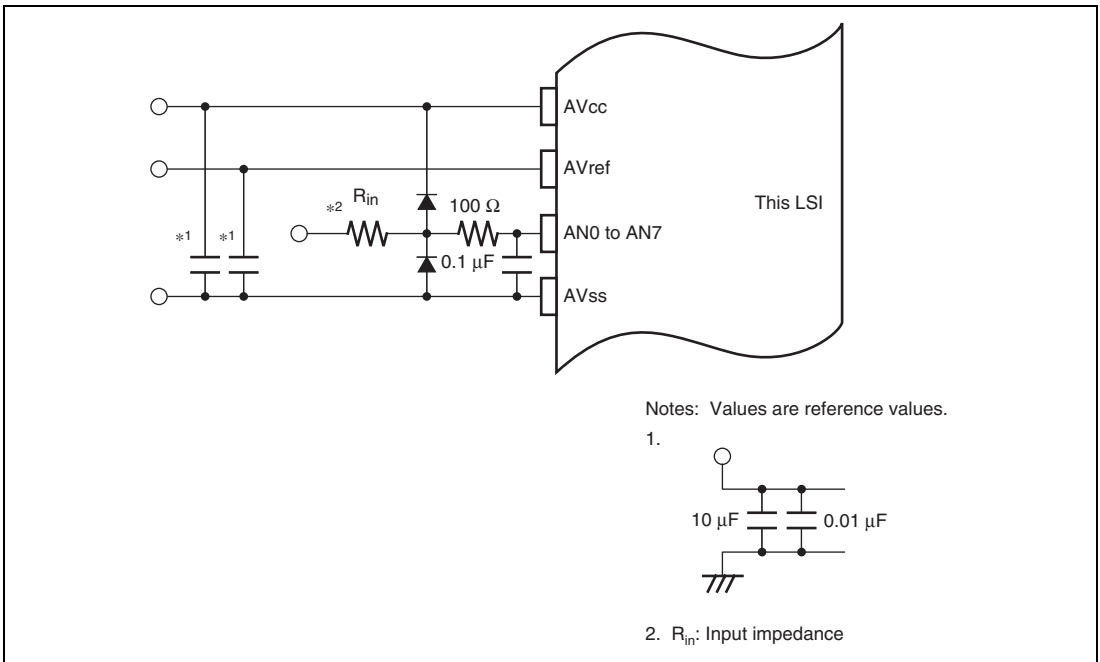 AVcc
AVref
*2 Rin
100 Ω
This LSI
*1 *1
AN0 to AN7
0.1 μF
AVss
Notes: Values are reference values.
1.
10 μF
0.01 μF
2. Rin: Input impedance